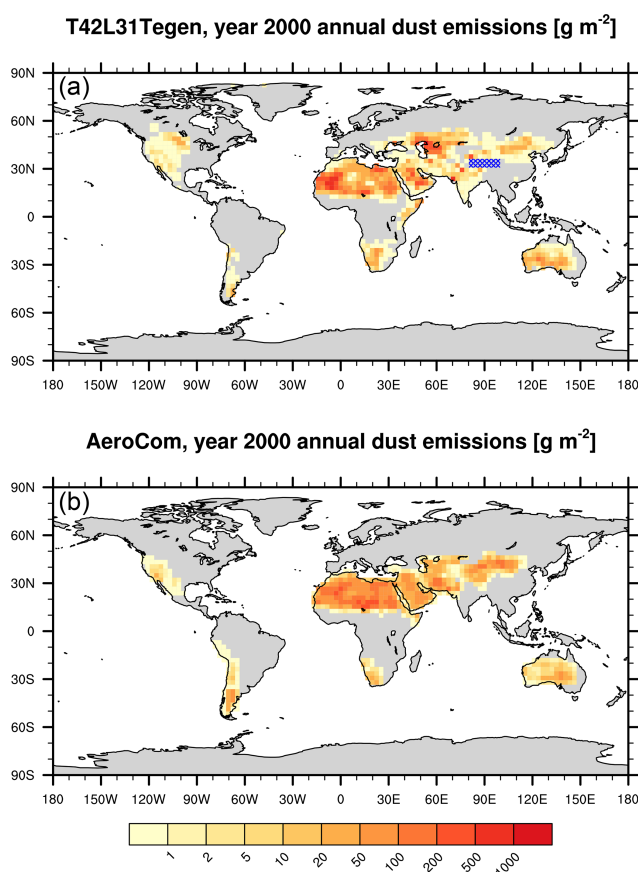 T42L31Tegen, year 2000 annual dust emissions [g m⁻²]
(a)
90N
60N
30N
0
30S
60S
90S
180 150W 120W 90W 60W 30W 0 30E 60E 90E 120E 150E 180
AeroCom, year 2000 annual dust emissions [g m⁻²]
(b)
90N
60N
30N
0
30S
60S
90S
180 150W 120W 90W 60W 30W 0 30E 60E 90E 120E 150E 180
1 2 5 10 20 50 100 200 500 1000